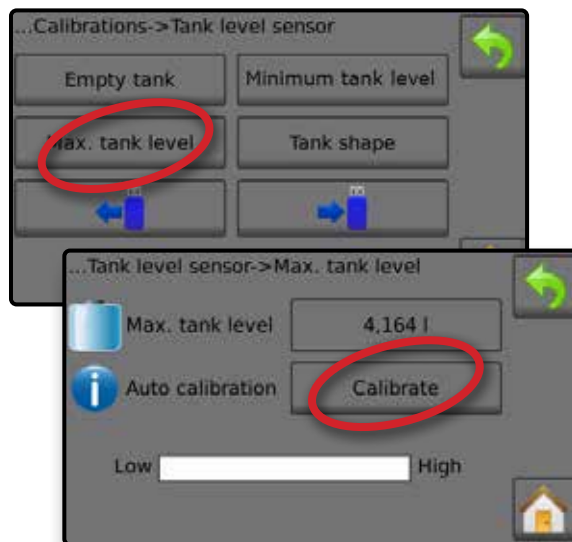 ...Calibrations->Tank level sensor
Empty tank
Minimum tank level
Max. tank level
Tank shape
...Tank level sensor->Max. tank level
Max. tank level
4,164 l
Auto calibration
Calibrate
Low
High